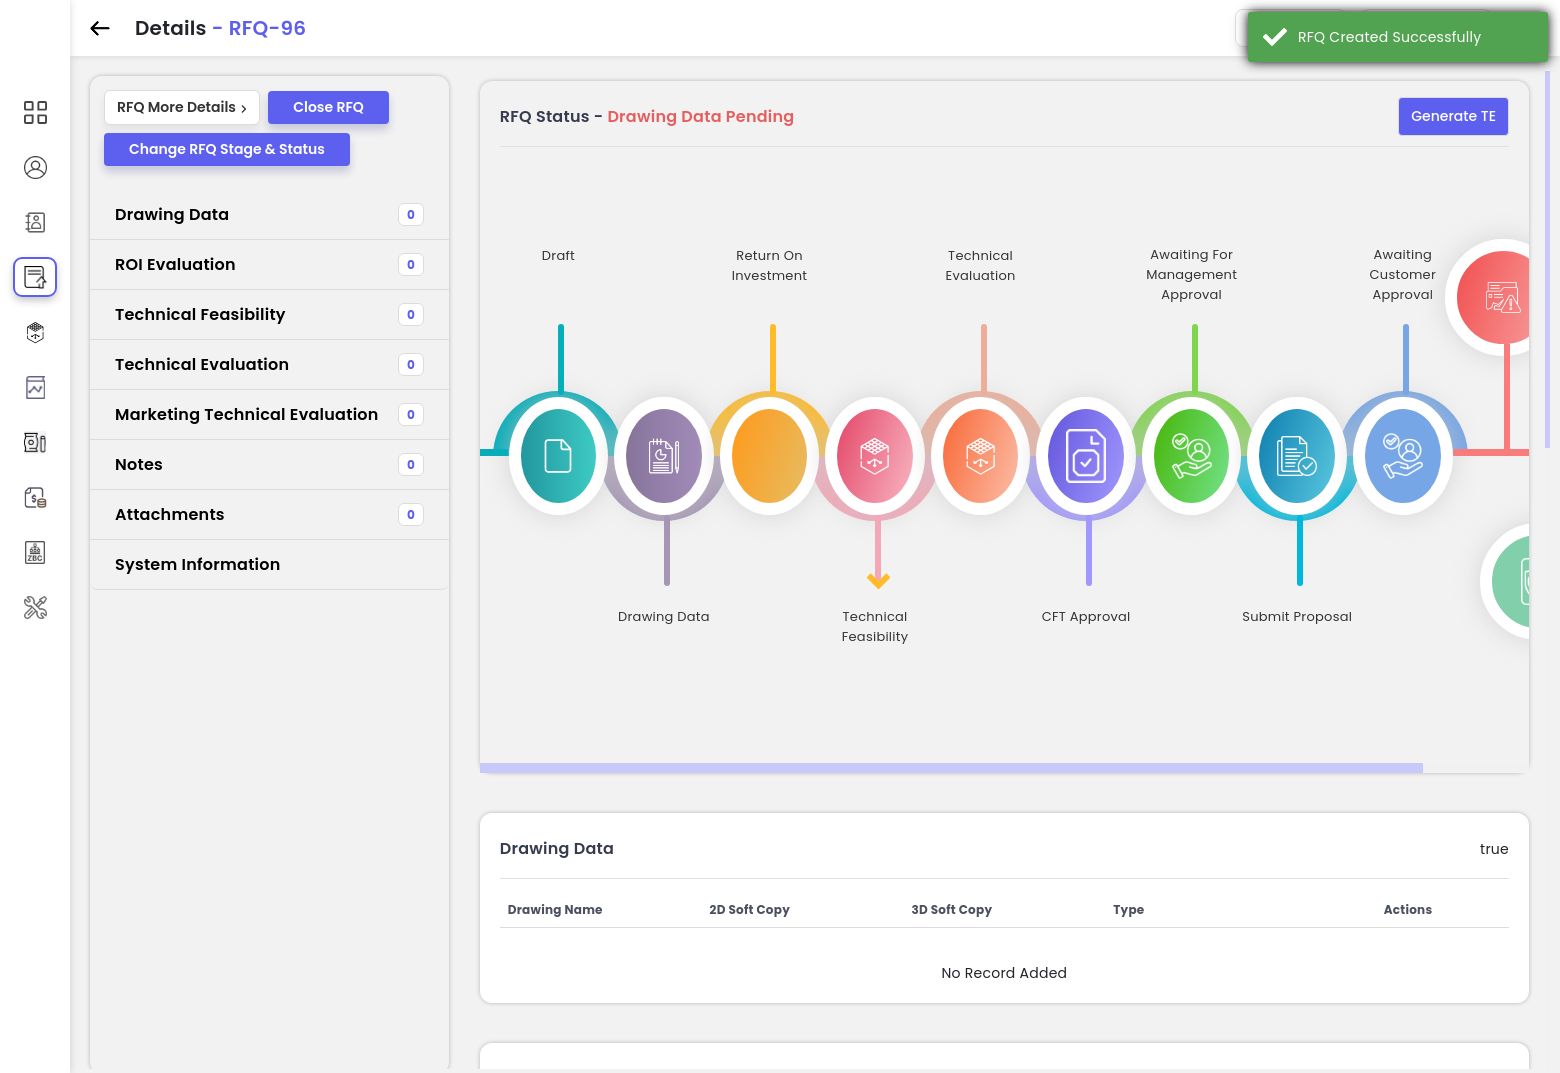 Details - RFQ-96
RFQ Created Successfully
RFQ More Details ›
Close RFQ
Change RFQ Stage & Status
Drawing Data 0
ROI Evaluation 0
Technical Feasibility 0
Technical Evaluation 0
Marketing Technical Evaluation 0
Notes 0
Attachments 0
System Information
ZBC
RFQ Status - Drawing Data Pending
Generate TE
Draft
Return On
Investment
Technical
Evaluation
Awaiting For
Management
Approval
Awaiting
Customer
Approval
Drawing Data
Technical
Feasibility
CFT Approval
Submit Proposal
Drawing Data
true
Drawing Name 2D Soft Copy 3D Soft Copy Type Actions
No Record Added